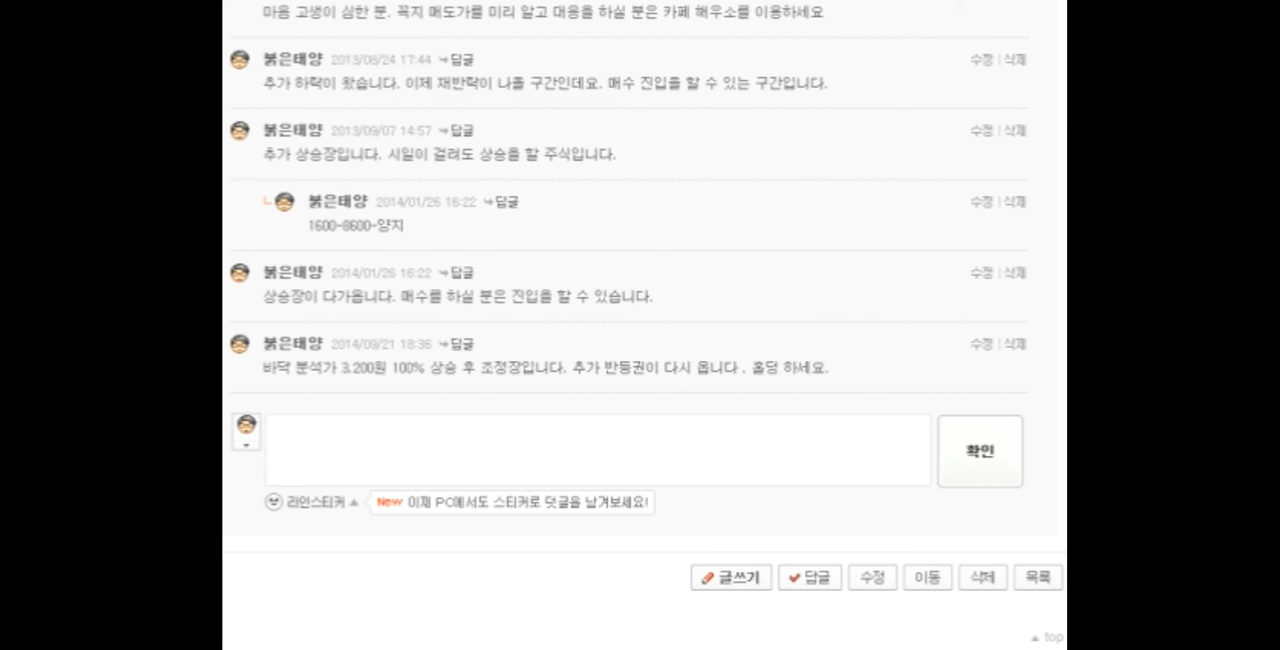 마음 고생이 심한 분. 꼭지 매도가를 미리 알고 대응을 하실 분은 카페 해우소를 이용하세요
붉은태양 2013/08/24 17:44 답글 수정 | 삭제
추가 하락이 왔습니다. 이제 재반락이 나올 구간인데요. 매수 진입을 할 수 있는 구간입니다.
붉은태양 2013/09/07 14:57 답글 수정 | 삭제
추가 상승장입니다. 시일이 걸려도 상승을 할 주식입니다.
붉은태양 2014/01/26 16:22 답글 수정 | 삭제
1600-8600-양지
붉은태양 2014/01/26 16:22 답글 수정 | 삭제
상승장이 다가옵니다. 매수를 하실 분은 진입을 할 수 있습니다.
붉은태양 2014/09/21 18:36 답글 수정 | 삭제
바닥 분석가 3,200원 100% 상승 후 조정장입니다. 추가 반등권이 다시 옵니다 . 홀딩 하세요.
확인
라인스티커 New 이제 PC에서도 스티커로 댓글을 남겨보세요!
글쓰기 답글 수정 이동 삭제 목록
top